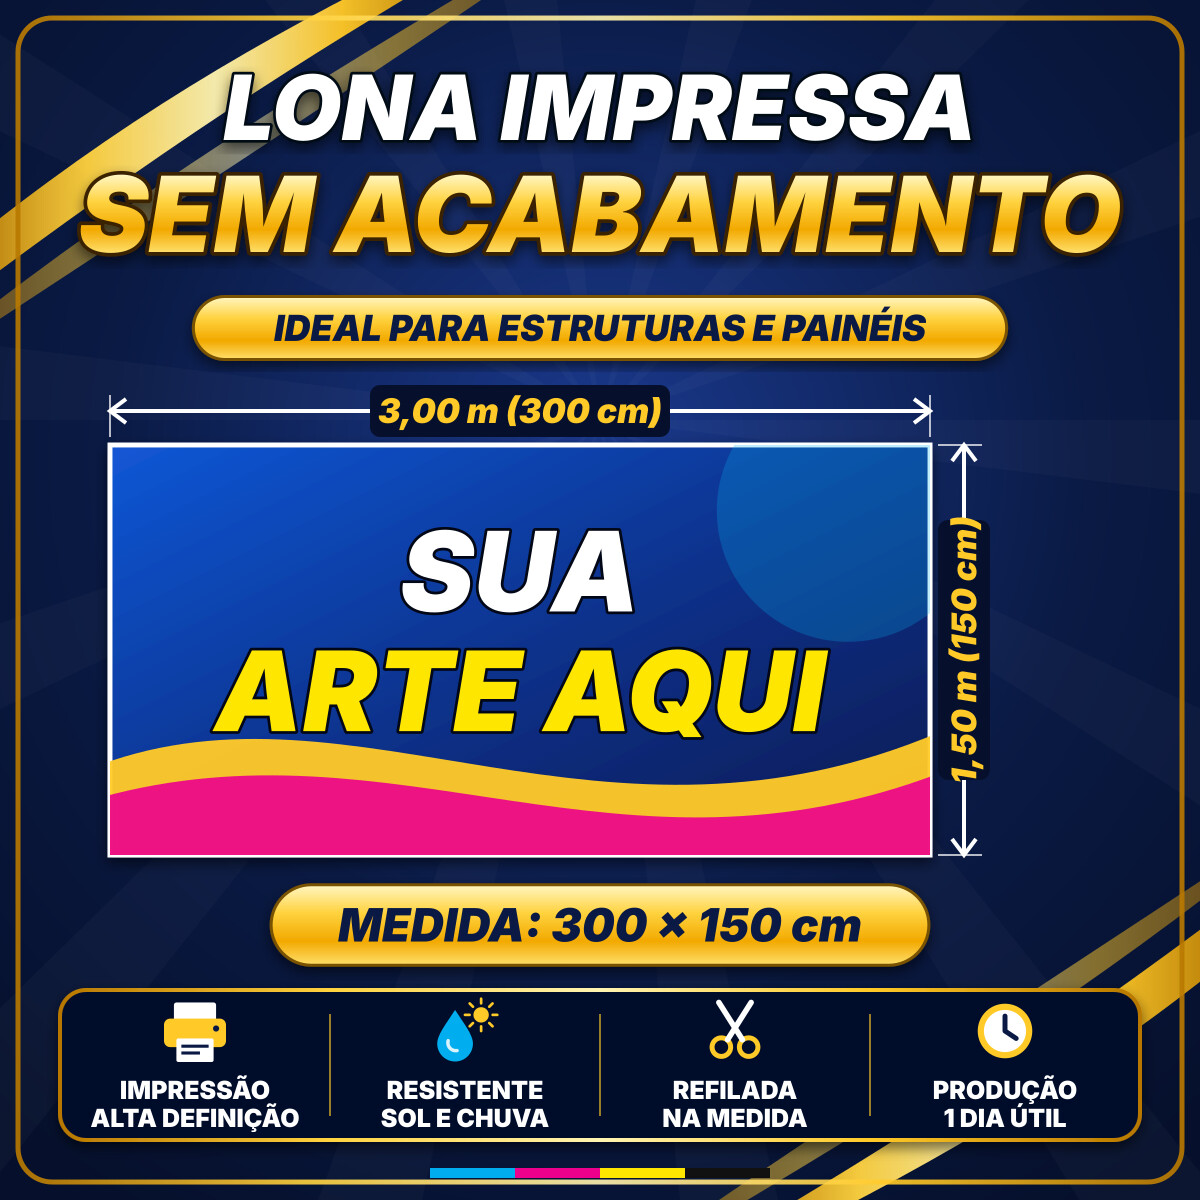 LONA IMPRESSA
SEM ACABAMENTO
IDEAL PARA ESTRUTURAS E PAINÉIS
3,00 m (300 cm)
SUA
ARTE AQUI
1,50 m (150 cm)
MEDIDA: 300 × 150 cm
IMPRESSÃO
ALTA DEFINIÇÃO
RESISTENTE
SOL E CHUVA
REFILADA
NA MEDIDA
PRODUÇÃO
1 DIA ÚTIL